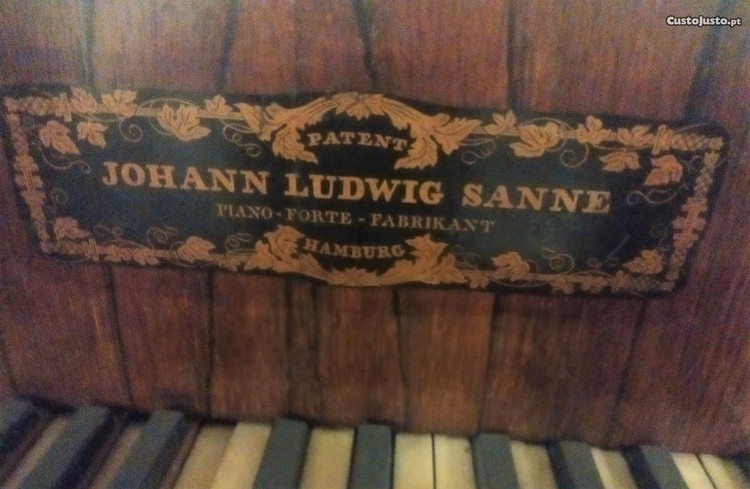 CustoJusto.pt
PATENT
JOHANN LUDWIG SANNE
PIANO-FORTE-FABRIKANT
HAMBURG